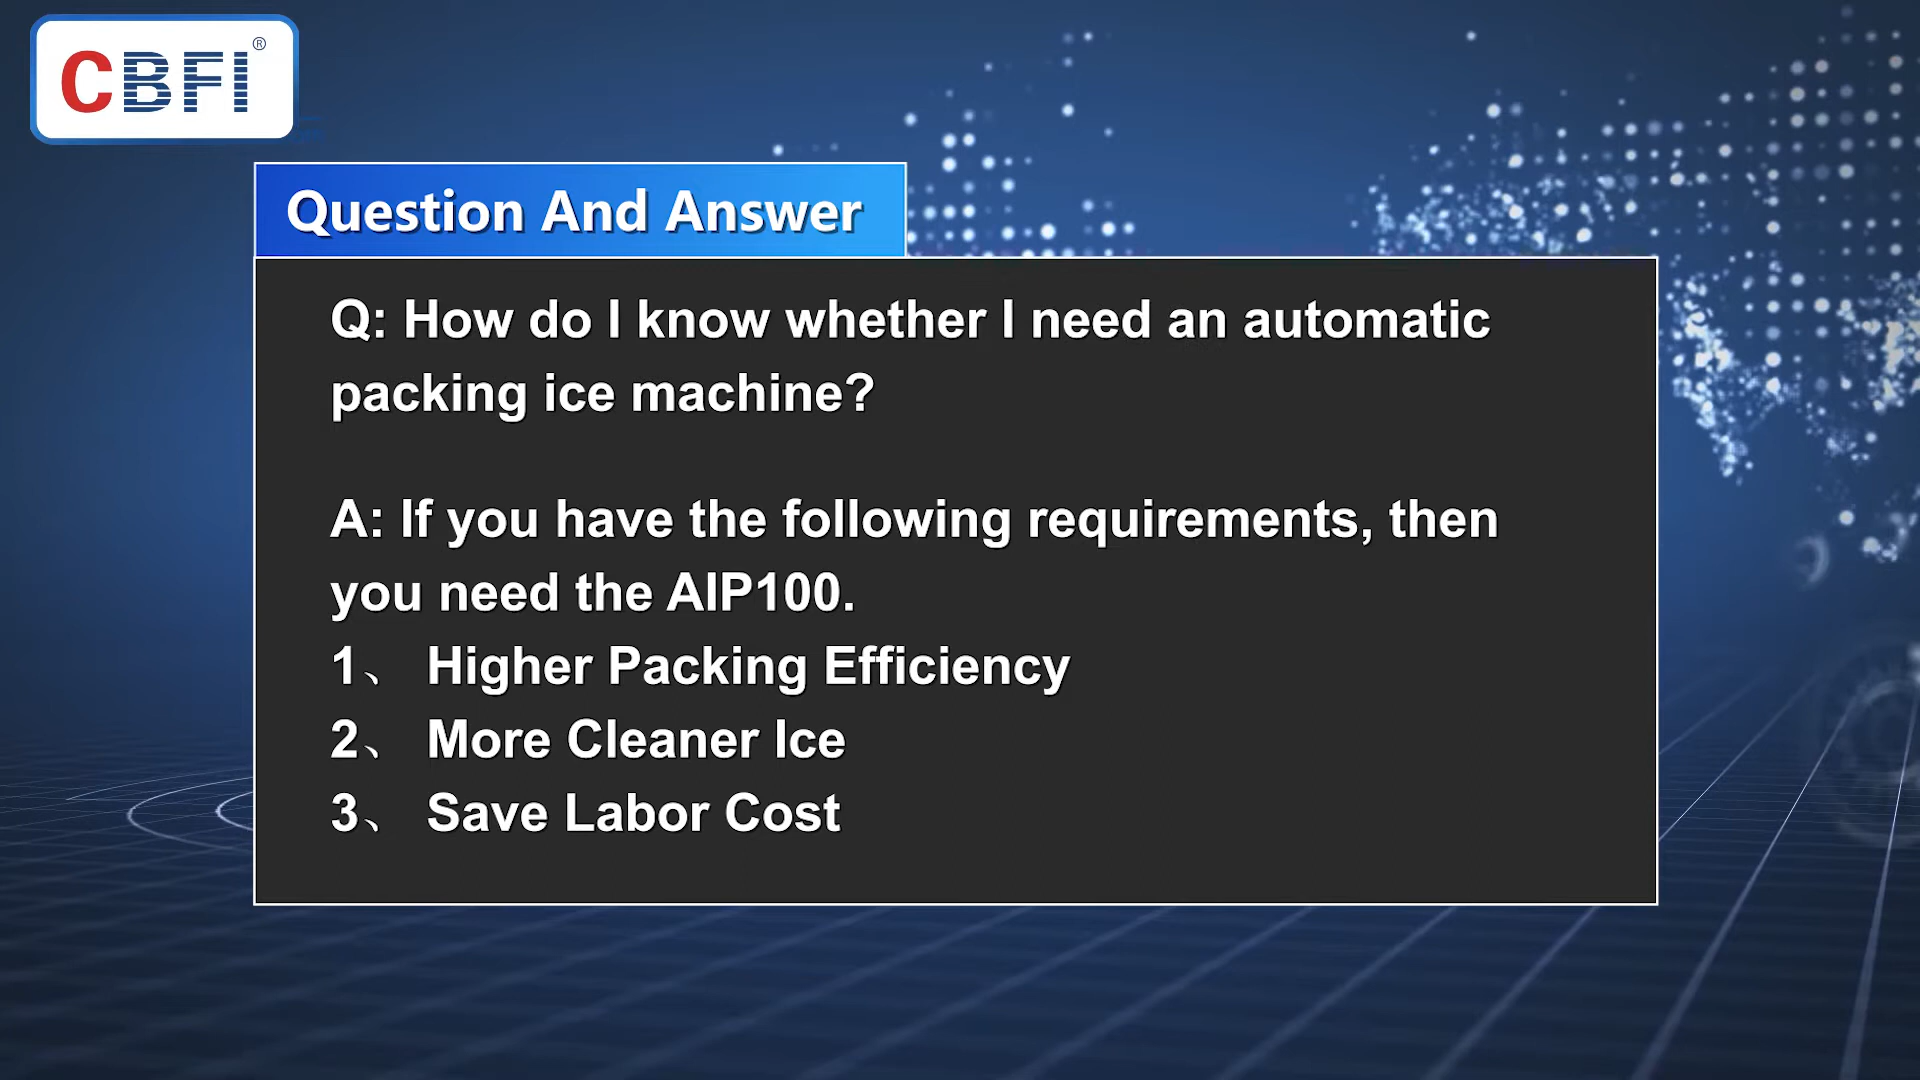 CBFI®
Question And Answer
Q: How do I know whether I need an automatic
packing ice machine?
A: If you have the following requirements, then
you need the AIP100.
1、 Higher Packing Efficiency
2、 More Cleaner Ice
3、 Save Labor Cost